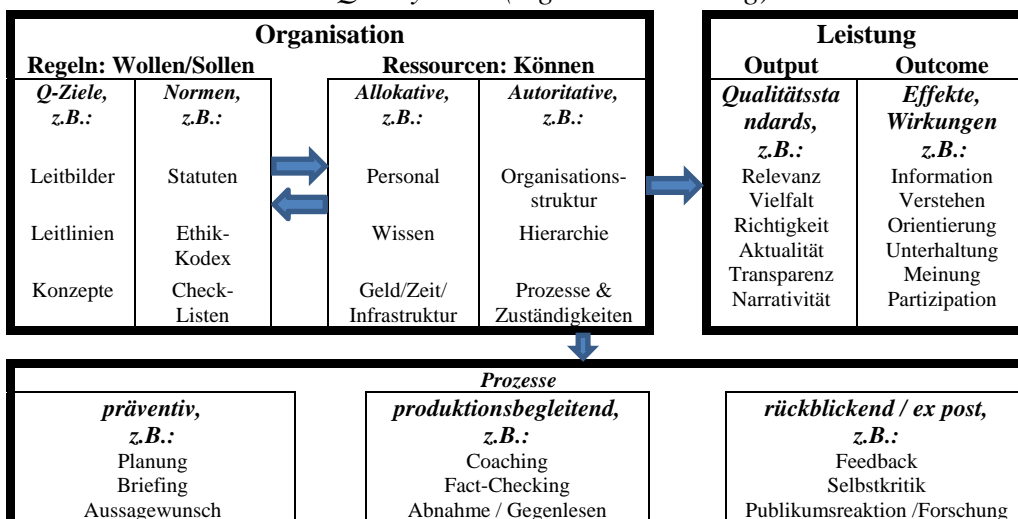 Organisation
Regeln: Wollen/Sollen
Ressourcen: Können
Q-Ziele,
z.B.:
Leitbilder
Leitlinien
Konzepte
Normen,
z.B.:
Statuten
Ethik-
Kodex
Check-
Listen
Allokative,
z.B.:
Personal
Wissen
Geld/Zeit/
Infrastruktur
Autoritative,
z.B.:
Organisations-
struktur
Hierarchie
Prozesse &
Zuständigkeiten
Leistung
Output
Qualitätssta
ndards,
z.B.:
Relevanz
Vielfalt
Richtigkeit
Aktualität
Transparenz
Narrativität
Outcome
Effekte,
Wirkungen
z.B.:
Information
Verstehen
Orientierung
Unterhaltung
Meinung
Partizipation
Prozesse
präventiv,
z.B.:
Planung
Briefing
Aussagewunsch
produktionsbegleitend,
z.B.:
Coaching
Fact-Checking
Abnahme / Gegenlesen
rückblickend / ex post,
z.B.:
Feedback
Selbstkritik
Publikumsreaktion /Forschung